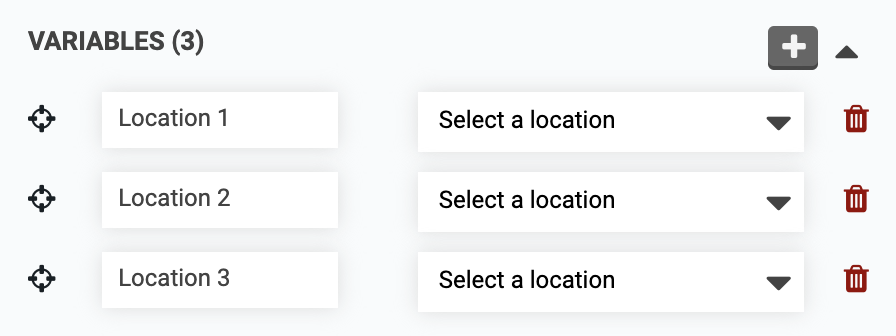 VARIABLES (3)
Location 1 Select a location
Location 2 Select a location
Location 3 Select a location